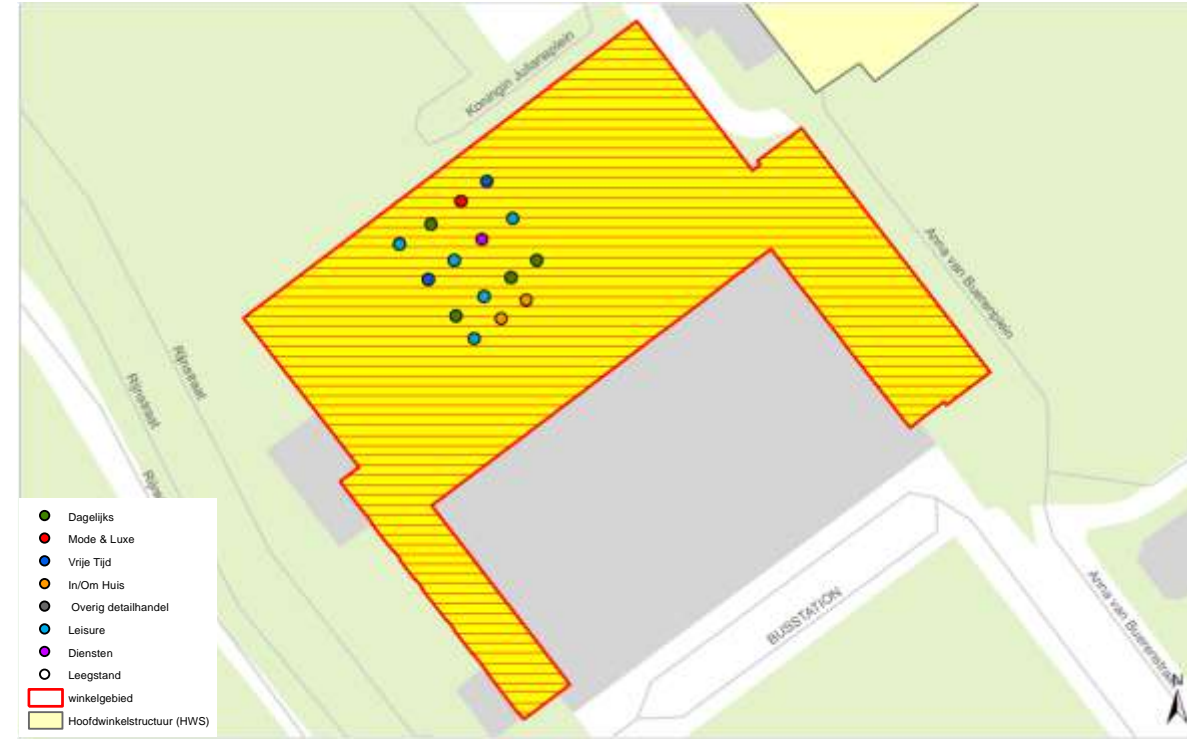 Koningin Julianaplein
Anna van Buerenplein
Rijnstraat
Rijnstraat
BUSSTATION
Anna van Buerenstraat
N
Dagelijks
Mode & Luxe
Vrije Tijd
In/Om Huis
Overig detailhandel
Leisure
Diensten
Leegstand
winkelgebied
Hoofdwinkelstructuur (HWS)